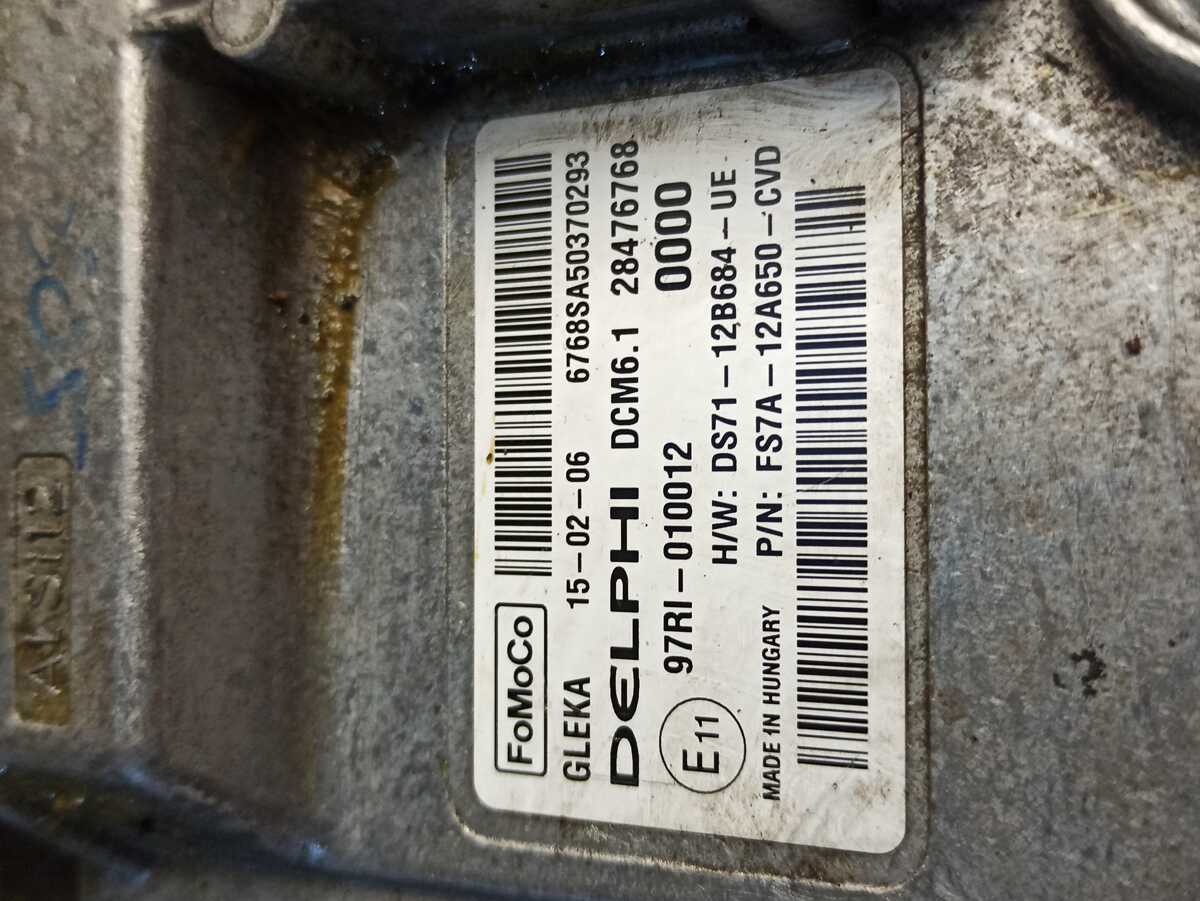 FoMoCo
GLEKA 15-02-06 6768SA50370293
DELPHI DCM6.1 28476768
E11 97RI-010012 0000
H/W: DS71-12B684-UE
MADE IN HUNGARY P/N: FS7A-12A650-CVD